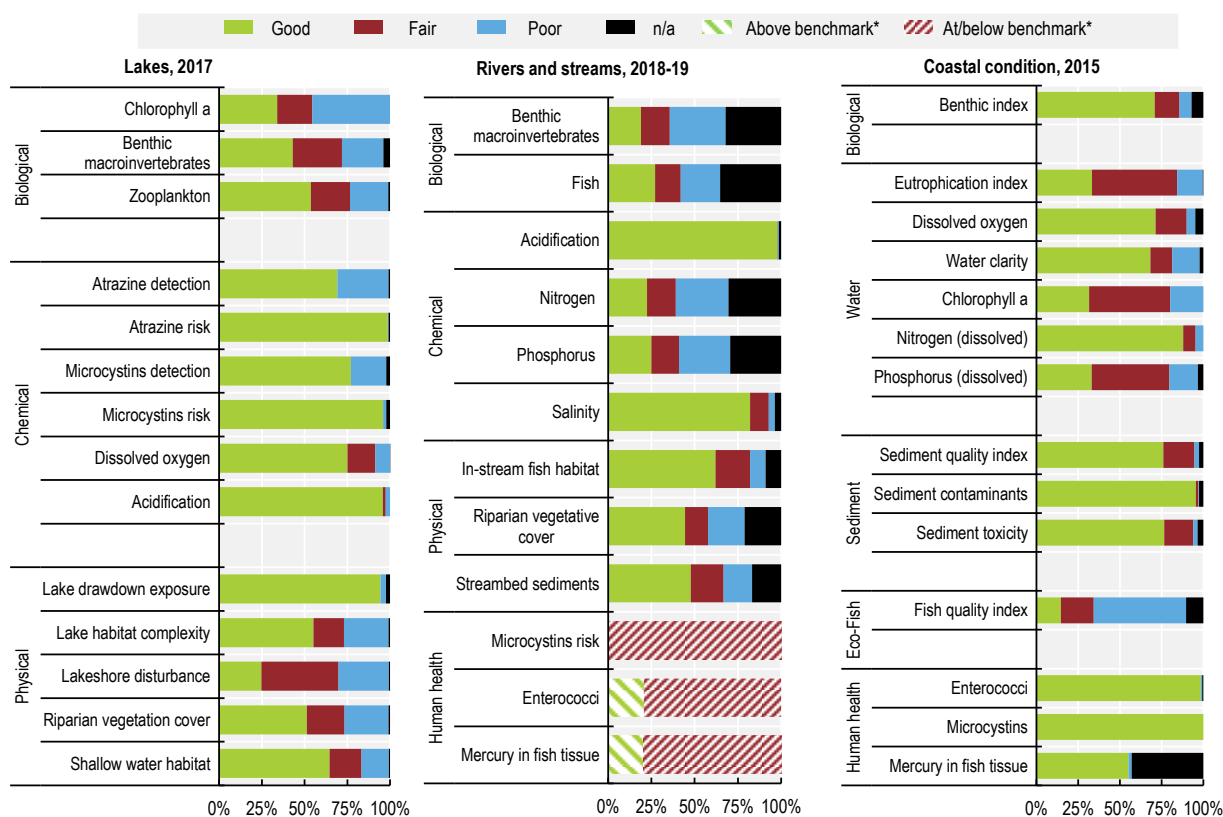 Good Fair Poor n/a Above benchmark* At/below benchmark*
Lakes, 2017
Biological
Chlorophyll a
Benthic
macroinvertebrates
Zooplankton
Chemical
Atrazine detection
Atrazine risk
Microcystins detection
Microcystins risk
Dissolved oxygen
Acidification
Physical
Lake drawdown exposure
Lake habitat complexity
Lakeshore disturbance
Riparian vegetation cover
Shallow water habitat
0% 25% 50% 75% 100%
Rivers and streams, 2018-19
Biological
Benthic
macroinvertebrates
Fish
Chemical
Acidification
Nitrogen
Phosphorus
Salinity
Physical
In-stream fish habitat
Riparian vegetative
cover
Streambed sediments
Human health
Microcystins risk
Enterococci
Mercury in fish tissue
0% 25% 50% 75% 100%
Coastal condition, 2015
Biological
Benthic index
Water
Eutrophication index
Dissolved oxygen
Water clarity
Chlorophyll a
Nitrogen (dissolved)
Phosphorus (dissolved)
Sediment
Sediment quality index
Sediment contaminants
Sediment toxicity
Eco-Fish
Fish quality index
Human health
Enterococci
Microcystins
Mercury in fish tissue
0% 25% 50% 75% 100%